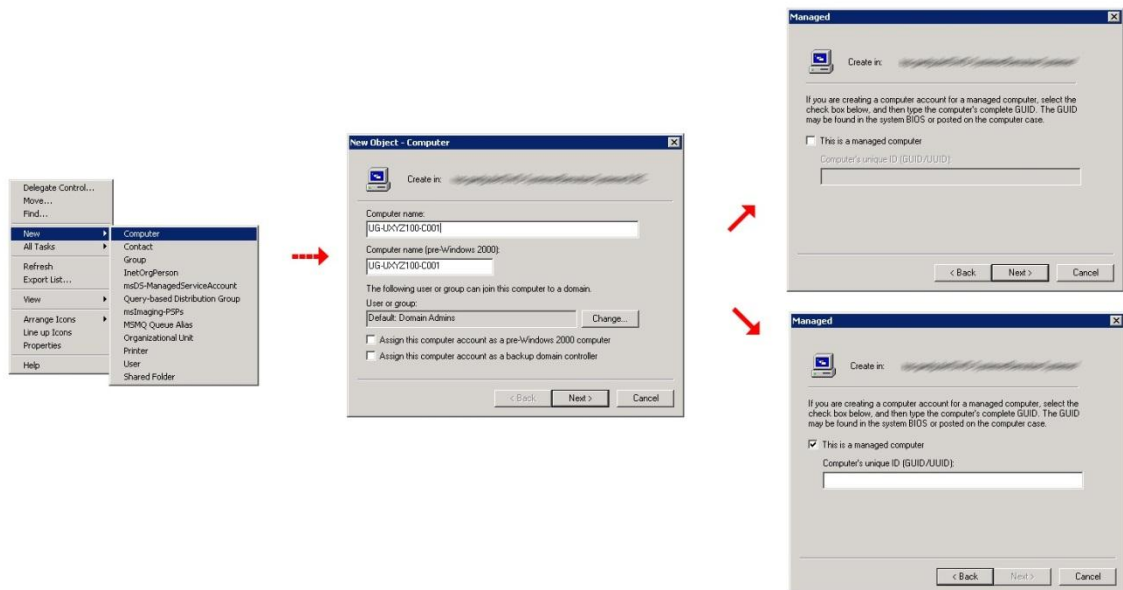 Delegate Control...
Move...
Find...
New
All Tasks
Refresh
Export List...
View
Arrange Icons
Line up Icons
Properties
Help
Computer
Contact
Group
InetOrgPerson
msDS-ManagedServiceAccount
Query-based Distribution Group
msImaging-PSPs
MSMQ Queue Alias
Organizational Unit
Printer
User
Shared Folder
New Object - Computer
Create in:
Computer name:
UG-UXYZ100-C001
Computer name (pre-Windows 2000):
UG-UXYZ100-C001
The following user or group can join this computer to a domain.
User or group:
Default: Domain Admins
Change...
Assign this computer account as a pre-Windows 2000 computer
Assign this computer account as a backup domain controller
< Back Next > Cancel
Managed
Create in:
If you are creating a computer account for a managed computer, select the
check box below, and then type the computer's complete GUID. The GUID
may be found in the system BIOS or posted on the computer case.
This is a managed computer
Computer's unique ID (GUID/UUID):
< Back Next > Cancel
Managed
Create in:
If you are creating a computer account for a managed computer, select the
check box below, and then type the computer's complete GUID. The GUID
may be found in the system BIOS or posted on the computer case.
This is a managed computer
Computer's unique ID (GUID/UUID):
< Back Next > Cancel